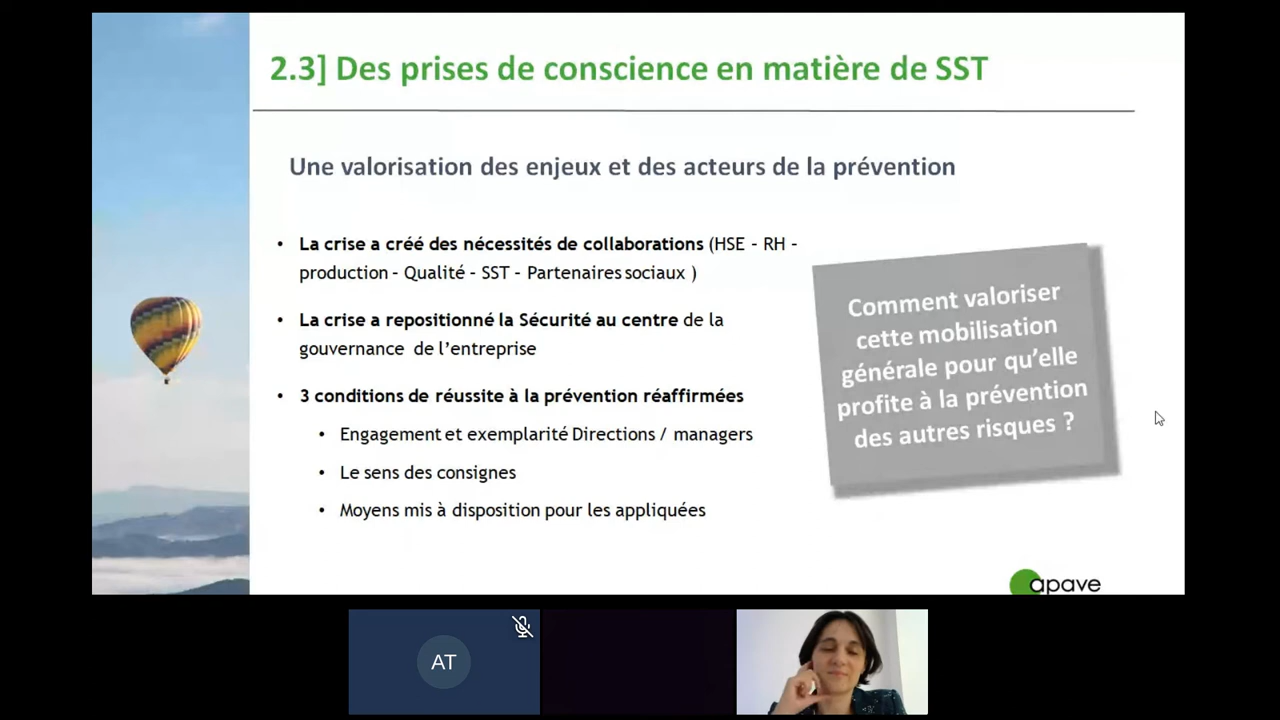 2.3] Des prises de conscience en matière de SST
Une valorisation des enjeux et des acteurs de la prévention
• La crise a créé des nécessités de collaborations (HSE – RH –
production – Qualité – SST – Partenaires sociaux )
• La crise a repositionné la Sécurité au centre de la
gouvernance de l’entreprise
• 3 conditions de réussite à la prévention réaffirmées
• Engagement et exemplarité Directions / managers
• Le sens des consignes
• Moyens mis à disposition pour les appliquées
Comment valoriser
cette mobilisation
générale pour qu’elle
profite à la prévention
des autres risques ?
apave
AT